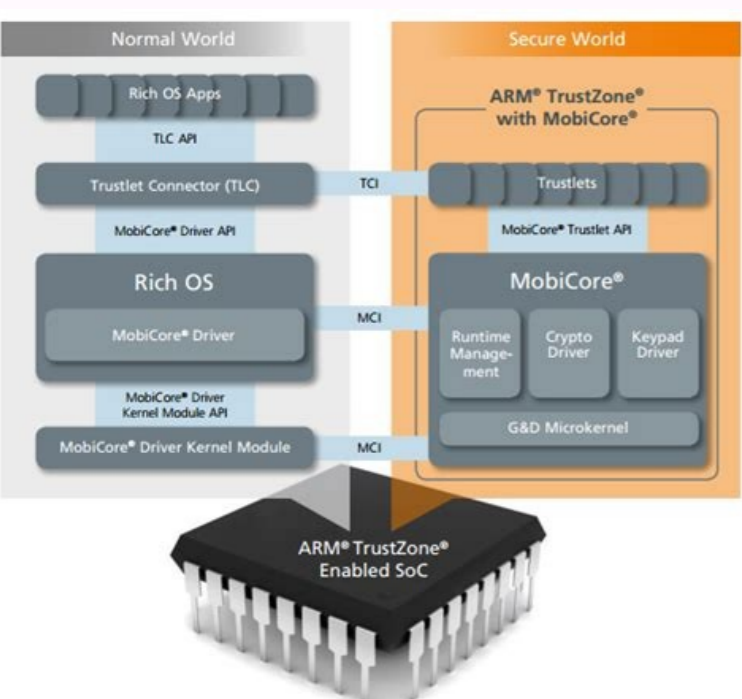 Normal World
Secure World
Rich OS Apps
TLC API
Trustlet Connector (TLC)
MobiCore® Driver API
Rich OS
MobiCore® Driver
MobiCore® Driver
Kernel Module API
MobiCore® Driver Kernel Module
TCI
MCI
MCI
ARM® TrustZone®
with MobiCore®
Trustlets
MobiCore® Trustlet API
MobiCore®
Runtime
Manage-
ment
Crypto
Driver
Keypad
Driver
G&D Microkernel
ARM® TrustZone®
Enabled SoC